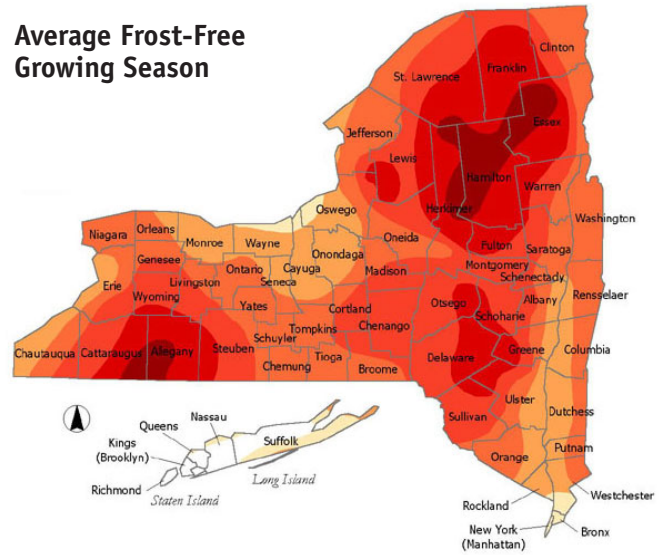 Average Frost-Free
Growing Season
Clinton
Franklin
St. Lawrence
Essex
Jefferson
Lewis
Hamilton
Warren
Herkimer
Oswego
Washington
Niagara
Orleans
Monroe
Wayne
Oneida
Fulton
Saratoga
Genesee
Onondaga
Montgomery
Ontario
Cayuga
Madison
Schenectady
Erie
Livingston
Seneca
Wyoming
Albany
Rensselaer
Yates
Cortland
Otsego
Schoharie
Tompkins
Chenango
Schuyler
Chautauqua
Cattaraugus
Allegany
Steuben
Tioga
Delaware
Greene
Columbia
Chemung
Broome
Ulster
Dutchess
Sullivan
Nassau
Queens
Suffolk
Kings
(Brooklyn)
Orange
Putnam
Long Island
Richmond
Staten Island
Rockland
Westchester
New York
(Manhattan)
Bronx